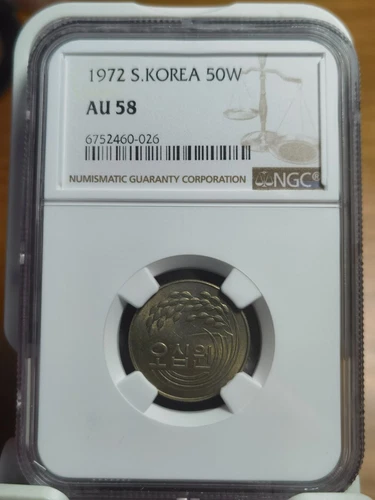 1972 S.KOREA 50W
AU 58
6752460-026
NUMISMATIC GUARANTY CORPORATION
NGC®
오십원